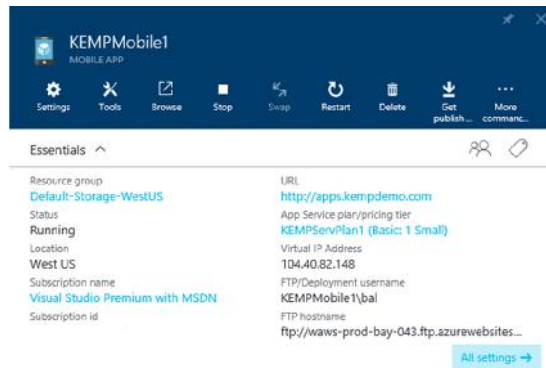 KEMPMobile1
MOBILE APP
Settings
Tools
Browse
Stop
Swap
Restart
Delete
Get publish...
More commanc...
Essentials
Resource group
Default-Storage-WestUS
Status
Running
Location
West US
Subscription name
Visual Studio Premium with MSDN
Subscription id
URL
http://apps.kempdemo.com
App Service plan/pricing tier
KEMPServPlan1 (Basic: 1 Small)
Virtual IP Address
104.40.82.148
FTP/Deployment username
KEMPMobile1\bal
FTP hostname
ftp://waws-prod-bay-043.ftp.azurewebsites...
All settings →